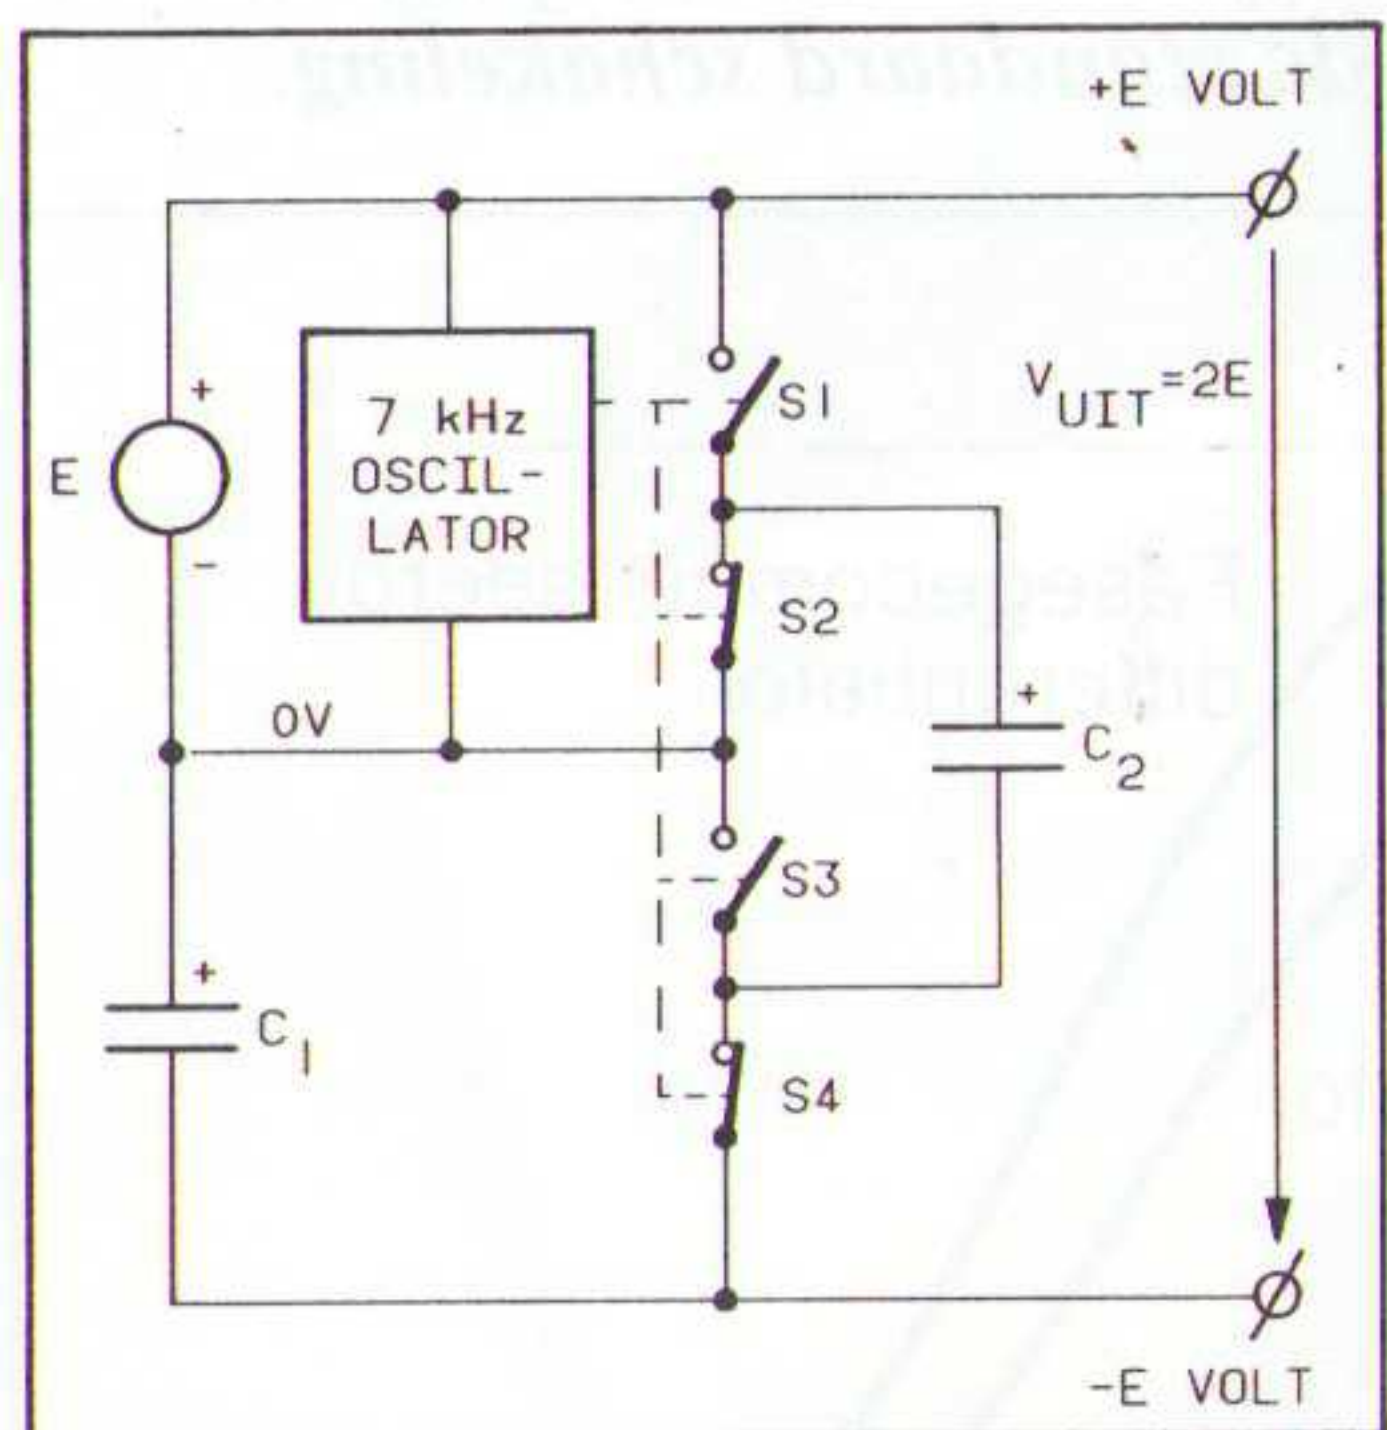 +E VOLT
+
E
-
7 kHz
OSCIL-
LATOR
S1
V UIT =2E
S2
0V
+
C2
S3
+
C1
S4
-E VOLT